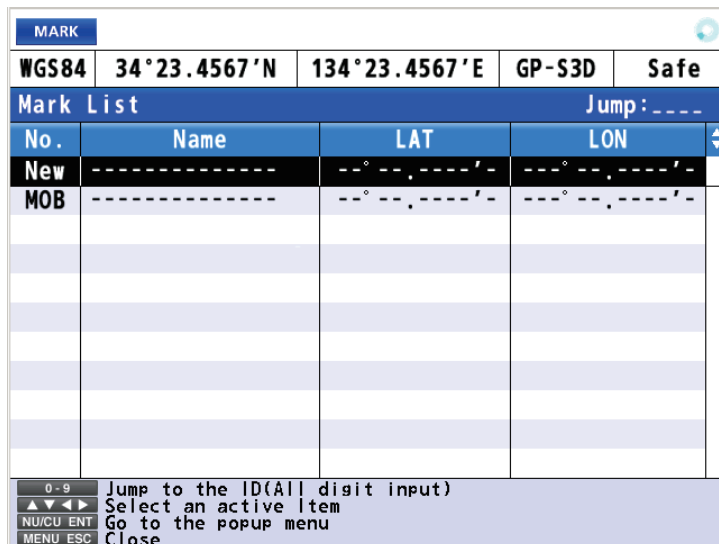 MARK
WGS84 34°23.4567'N 134°23.4567'E GP-S3D Safe
Mark List Jump:____
No. Name LAT LON
New -------------- --°--.----'- ---°--.----'-
MOB -------------- --°--.----'- ---°--.----'-
0-9 Jump to the ID(All digit input)
▲▼◀▶ Select an active Item
NU/CU ENT Go to the popup menu
MENU ESC Close